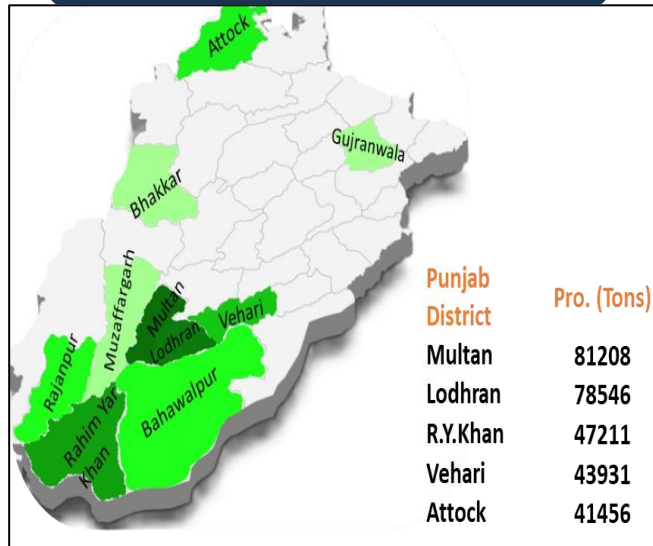 Attock
Gujranwala
Bhakkar
Muzaffargarh
Multan
Lodhran
Vehari
Rajanpur
Rahim Yar
Khan
Bahawalpur
Punjab
District Pro. (Tons)
Multan 81208
Lodhran 78546
R.Y.Khan 47211
Vehari 43931
Attock 41456